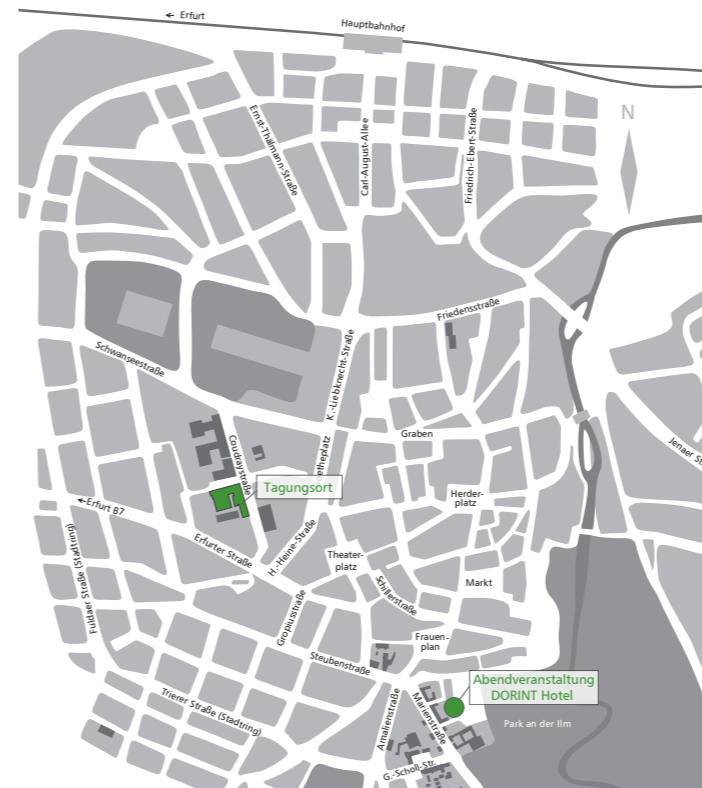 ← Erfurt
Hauptbahnhof
N
Ernst-Thälmann-Straße
Carl-August-Allee
Friedrich-Ebert-Straße
Friedensstraße
Schwanseestraße
K.-Liebknecht-Straße
Graben
Coudraystraße
oetheplatz
Jenaer St
Tagungsort
Herder-
platz
←Erfurt B7
Fuldaer Straße (Stadtring)
Erfurter Straße
H.-Heine-Straße
Theater-
platz
Schillerstraße
Markt
Gropiusstraße
Frauen-
plan
Steubenstraße
Abendveranstaltung
DORINT Hotel
Trierer Straße (Stadtring)
Amalienstraße
Marienstraße
Park an der Ilm
G.-Scholl-Str.